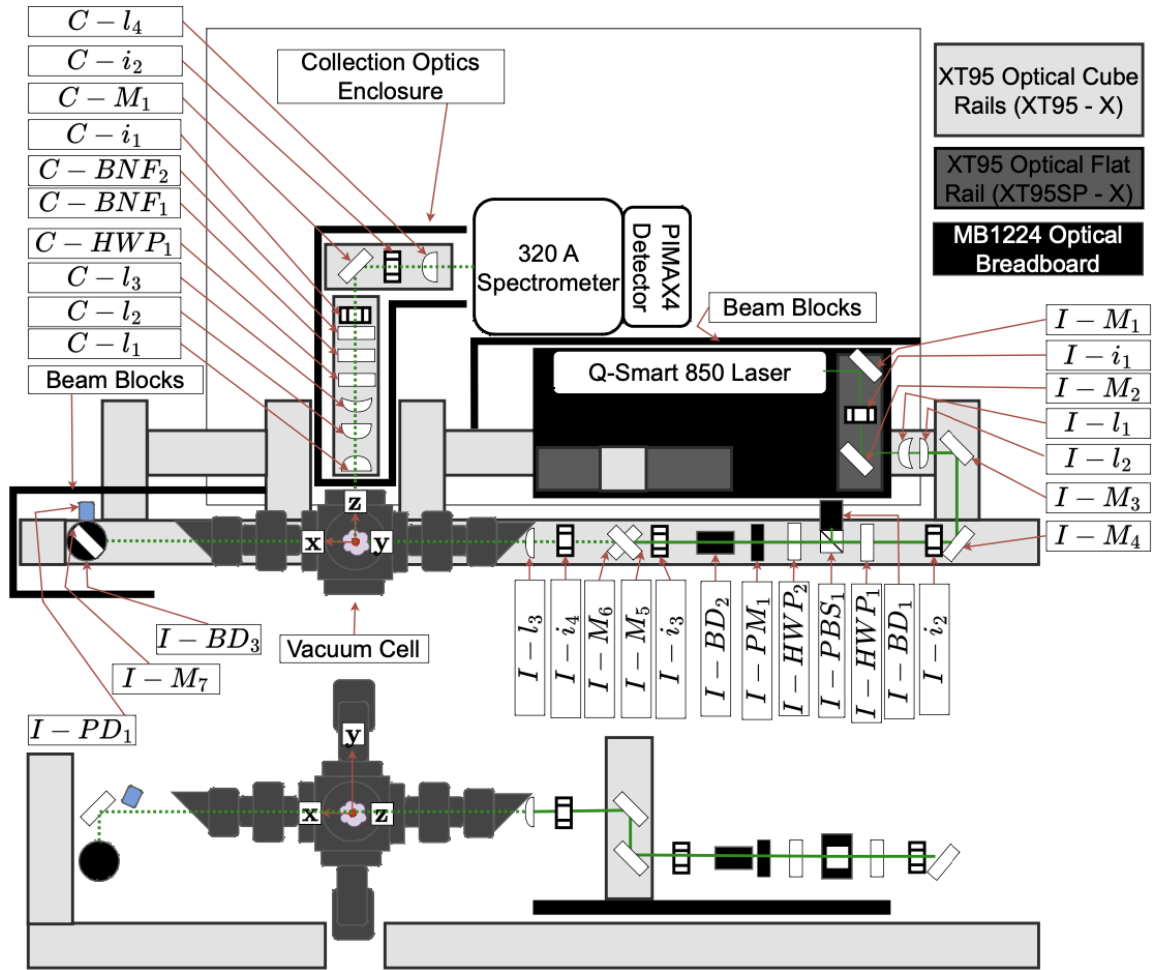 C - l₄
C - i₂
C - M₁
C - i₁
C - BNF₂
C - BNF₁
C - HWP₁
C - l₃
C - l₂
C - l₁
Beam Blocks
Collection Optics
Enclosure
320 A
Spectrometer
PIMAX4
Detector
XT95 Optical Cube
Rails (XT95 - X)
XT95 Optical Flat
Rail (XT95SP - X)
MB1224 Optical
Breadboard
Beam Blocks
Q-Smart 850 Laser
I - M₁
I - i₁
I - M₂
I - l₁
I - l₂
I - M₃
I - M₄
z
x
y
I - BD₃
I - M₇
I - PD₁
Vacuum Cell
I - l₃
I - i₄
I - M₆
I - M₅
I - i₃
I - BD₂
I - PM₁
I - HWP₂
I - PBS₁
I - HWP₁
I - BD₁
I - i₂
y
x
z